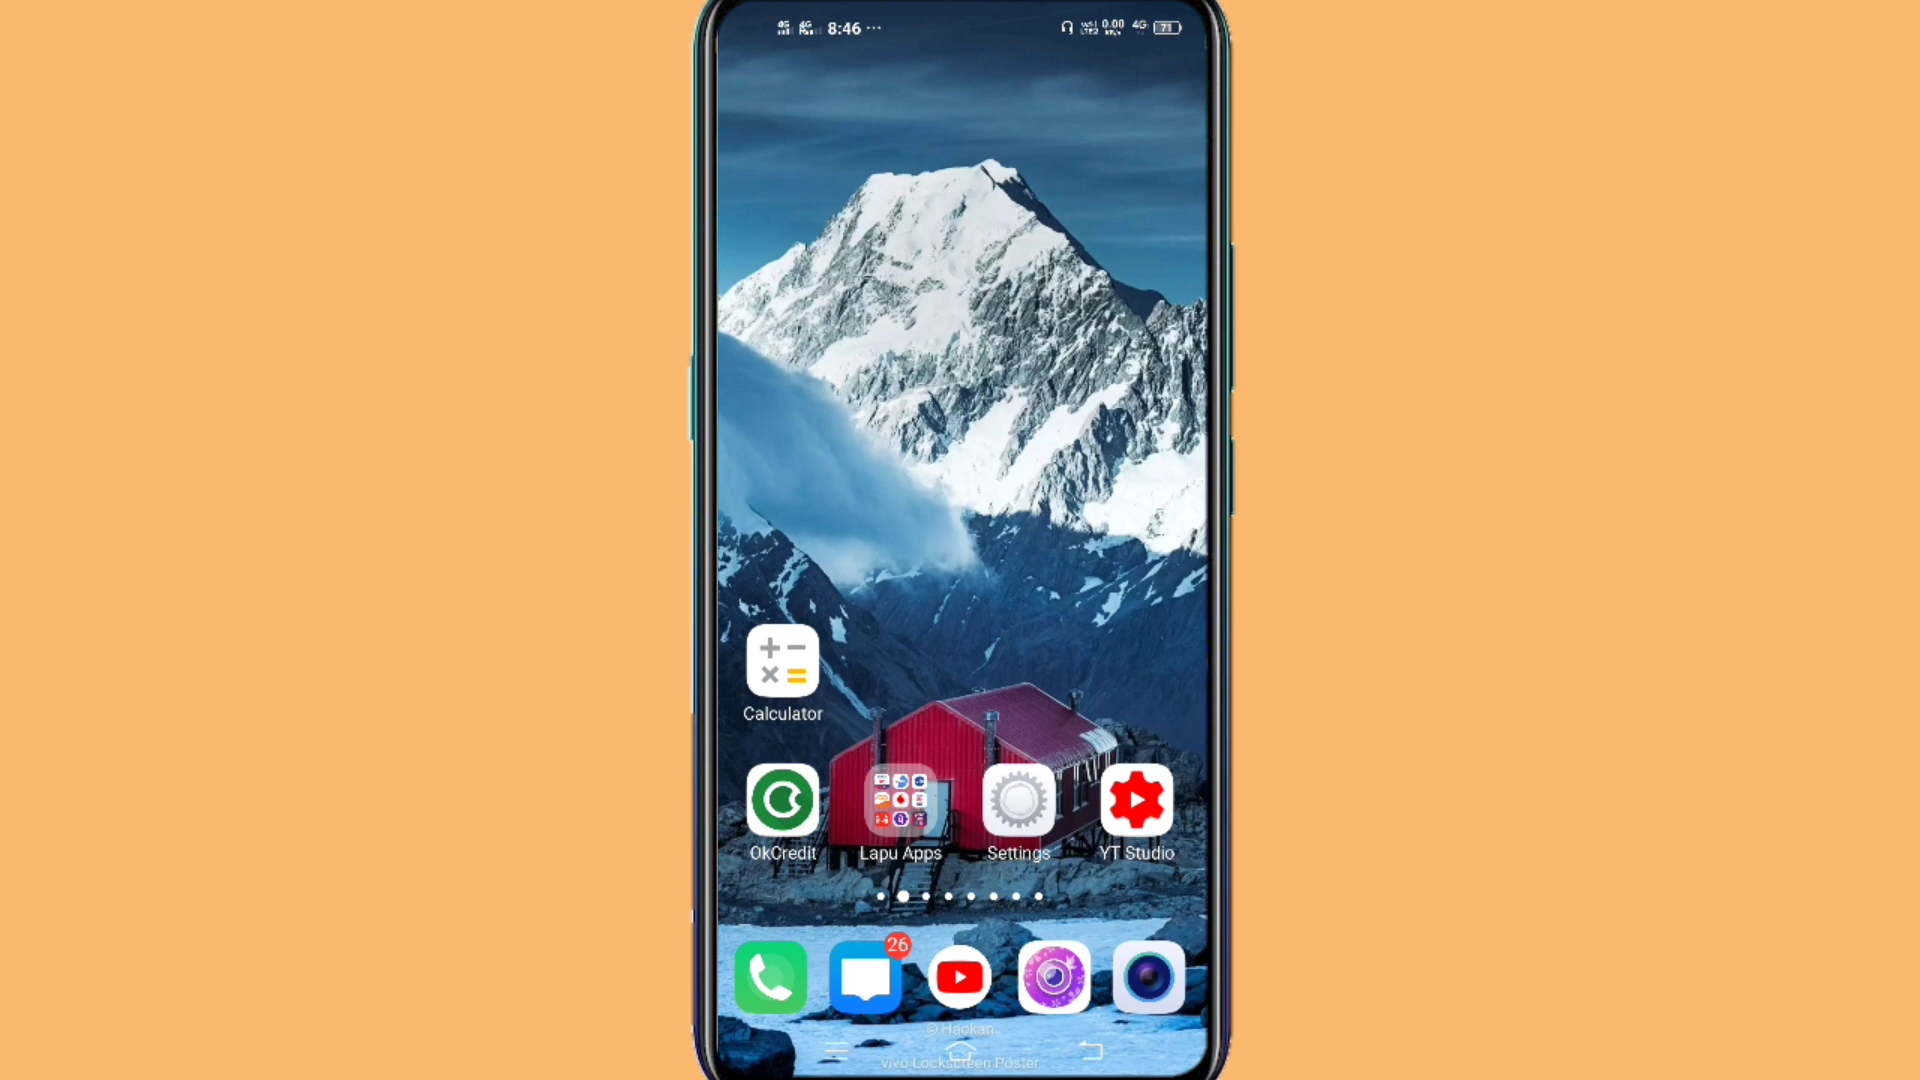 4G 4G 8:46 ... 0.00 4G 71
Calculator
OkCredit Lapu Apps Settings YT Studio
26
© Haokan
vivo Lockscreen Poster